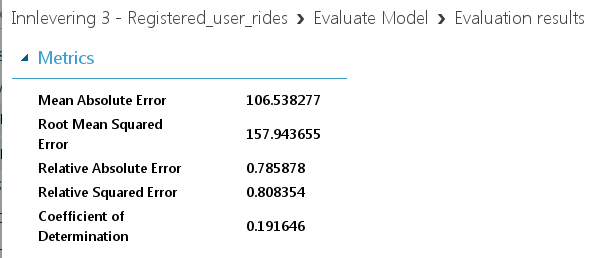 Innlevering 3 - Registered_user_rides › Evaluate Model › Evaluation results
Metrics
Mean Absolute Error 106.538277
Root Mean Squared
Error 157.943655
Relative Absolute Error 0.785878
Relative Squared Error 0.808354
Coefficient of
Determination 0.191646